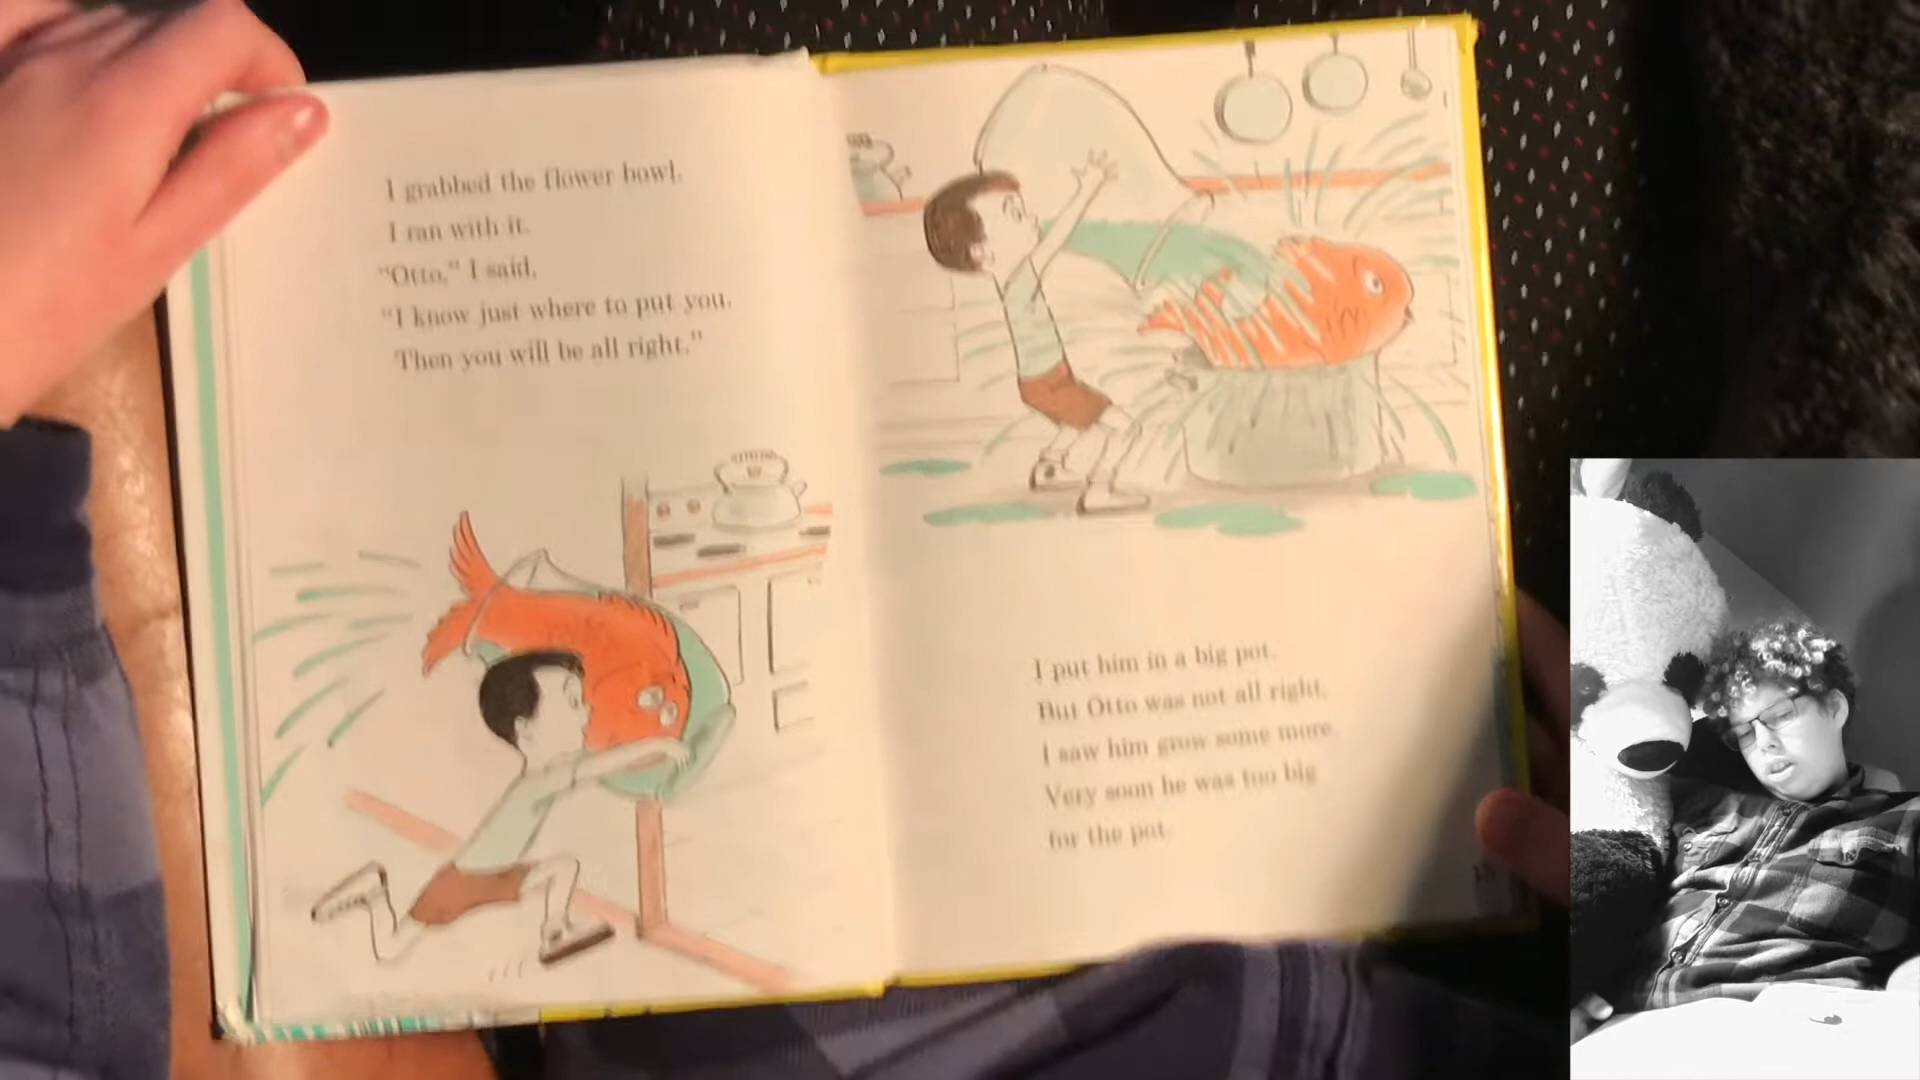 I grabbed the flower bowl.
I ran with it.
"Otto," I said,
"I know just where to put you.
Then you will be all right."
I put him in a big pot.
But Otto was not all right.
I saw him grow some more.
Very soon he was too big
for the pot.